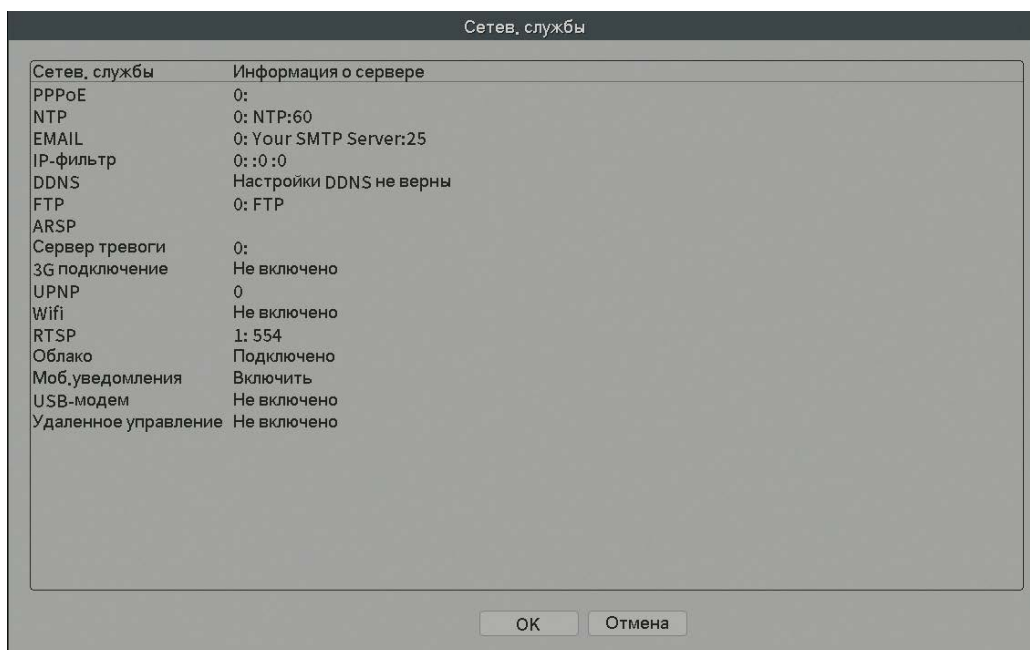 Сетев. службы
Сетев. службы Информация о сервере
PPPoE 0:
NTP 0: NTP:60
EMAIL 0: Your SMTP Server:25
IP-фильтр 0: :0 :0
DDNS Настройки DDNS не верны
FTP 0: FTP
ARSP
Сервер тревоги 0:
3G подключение Не включено
UPNP 0
Wifi Не включено
RTSP 1: 554
Облако Подключено
Моб.уведомления Включить
USB-модем Не включено
Удаленное управление Не включено
OK Отмена